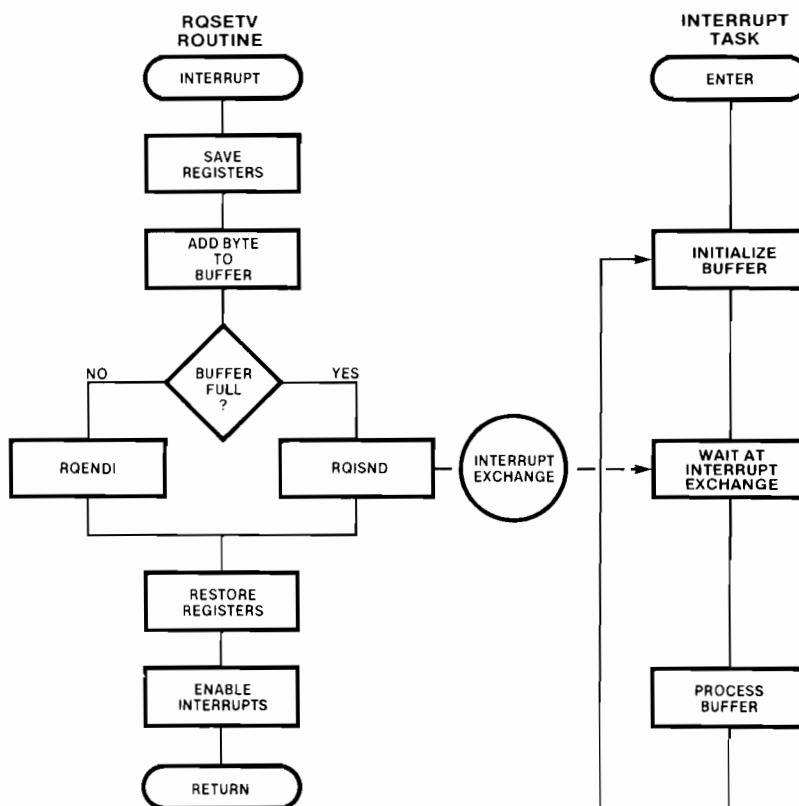 RQSETV
ROUTINE
INTERRUPT
SAVE
REGISTERS
ADD BYTE
TO
BUFFER
NO
BUFFER
FULL
?
YES
RQENDI
RQISND
RESTORE
REGISTERS
ENABLE
INTERRUPTS
RETURN
INTERRUPT
EXCHANGE
INTERRUPT
TASK
ENTER
INITIALIZE
BUFFER
WAIT AT
INTERRUPT
EXCHANGE
PROCESS
BUFFER